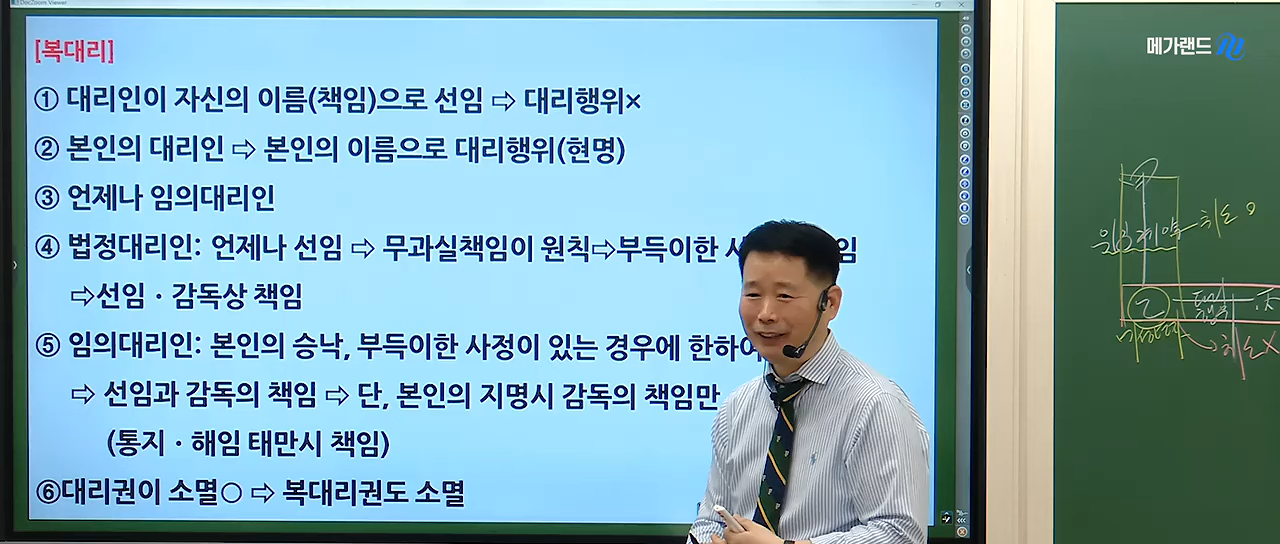 DocZoom Viewer
메가랜드
[복대리]
① 대리인이 자신의 이름(책임)으로 선임 ⇨ 대리행위×
② 본인의 대리인 ⇨ 본인의 이름으로 대리행위(현명)
③ 언제나 임의대리인
④ 법정대리인: 언제나 선임 ⇨ 무과실책임이 원칙⇨부득이한
⇨선임 · 감독상 책임
⑤ 임의대리인: 본인의 승낙, 부득이한 사정이 있는 경우에 한하여
⇨ 선임과 감독의 책임 ⇨ 단, 본인의 지명시 감독의 책임만
(통지 · 해임 태만시 책임)
⑥대리권이 소멸○ ⇨ 복대리권도 소멸
취소
乙
취소X